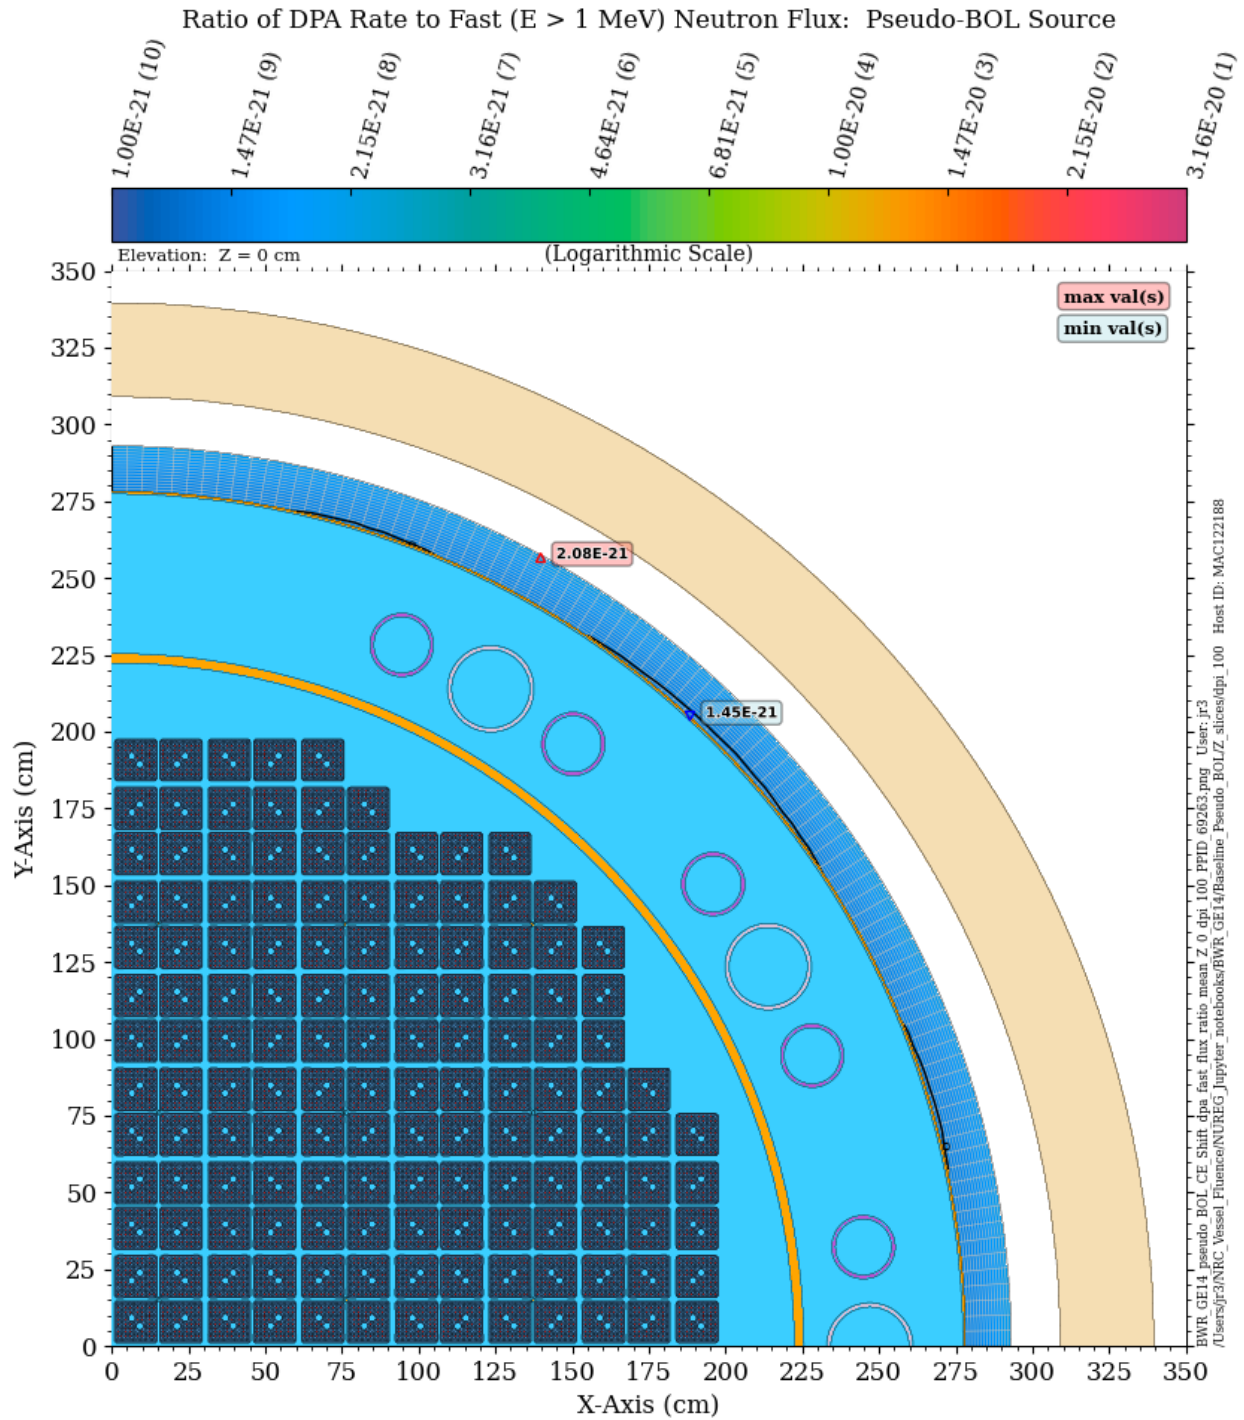 Ratio of DPA Rate to Fast (E > 1 MeV) Neutron Flux:  Pseudo-BOL Source
1.00E-21 (10)
1.47E-21 (9)
2.15E-21 (8)
3.16E-21 (7)
4.64E-21 (6)
6.81E-21 (5)
1.00E-20 (4)
1.47E-20 (3)
2.15E-20 (2)
3.16E-20 (1)
Elevation:  Z = 0 cm
(Logarithmic Scale)
max val(s)
min val(s)
2.08E-21
1.45E-21
350
325
300
275
250
225
200
175
150
125
100
75
50
25
0
Y-Axis (cm)
0 25 50 75 100 125 150 175 200 225 250 275 300 325 350
X-Axis (cm)
BWR_GE14_pseudo_BOL_CE_Shift_dpa_fast_flux_ratio_mean_Z_0_dpi_100_PPID_69263.png   User: jr3
/Users/jr3/NRC_Vessel_Fluence/NUREG_Jupyter_notebooks/BWR_GE14/Baseline_Pseudo_BOL/Z_slices/dpi_100   Host ID: MAC122188